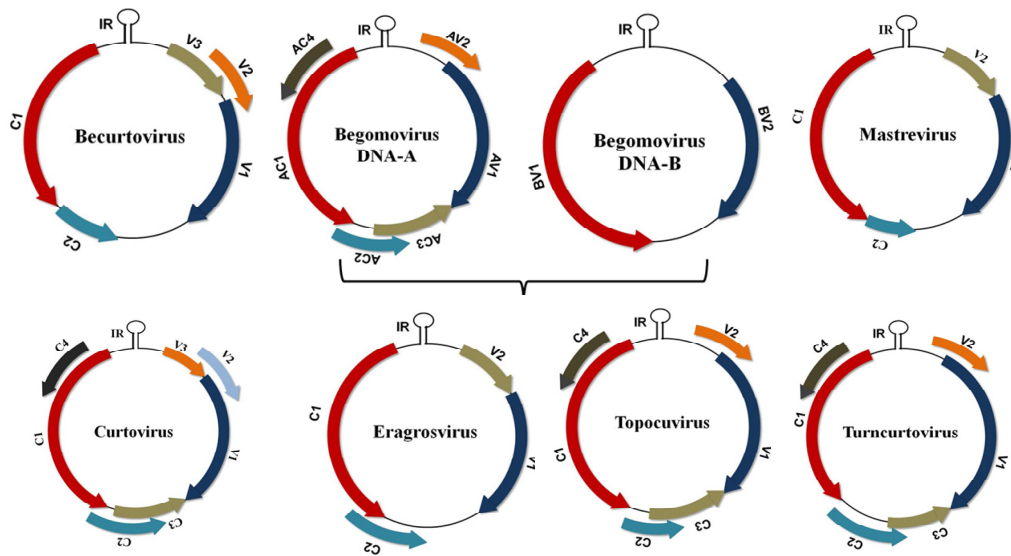 IR
V3
V2
C1
Becurtovirus
V1
C2
IR
AC4
AV2
Begomovirus
DNA-A
AC1
AV1
AC3
AC2
IR
BV2
Begomovirus
DNA-B
BV1
IR
V2
C1
Mastrevirus
C2
IR
C4
V3
V2
Curtovirus
C1
V1
C3
C2
IR
V2
C1
Eragrosvirus
V1
C2
IR
C4
V2
Topocuvirus
C1
V1
C3
C2
IR
C4
V2
C1
Turncurtovirus
V1
C3
C2